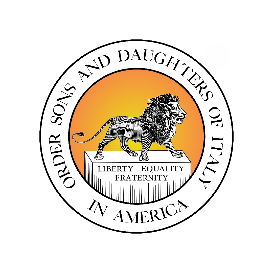 ORDER SONS AND DAUGHTERS OF ITALY
IN AMERICA
LIBERTY EQUALITY
FRATERNITY